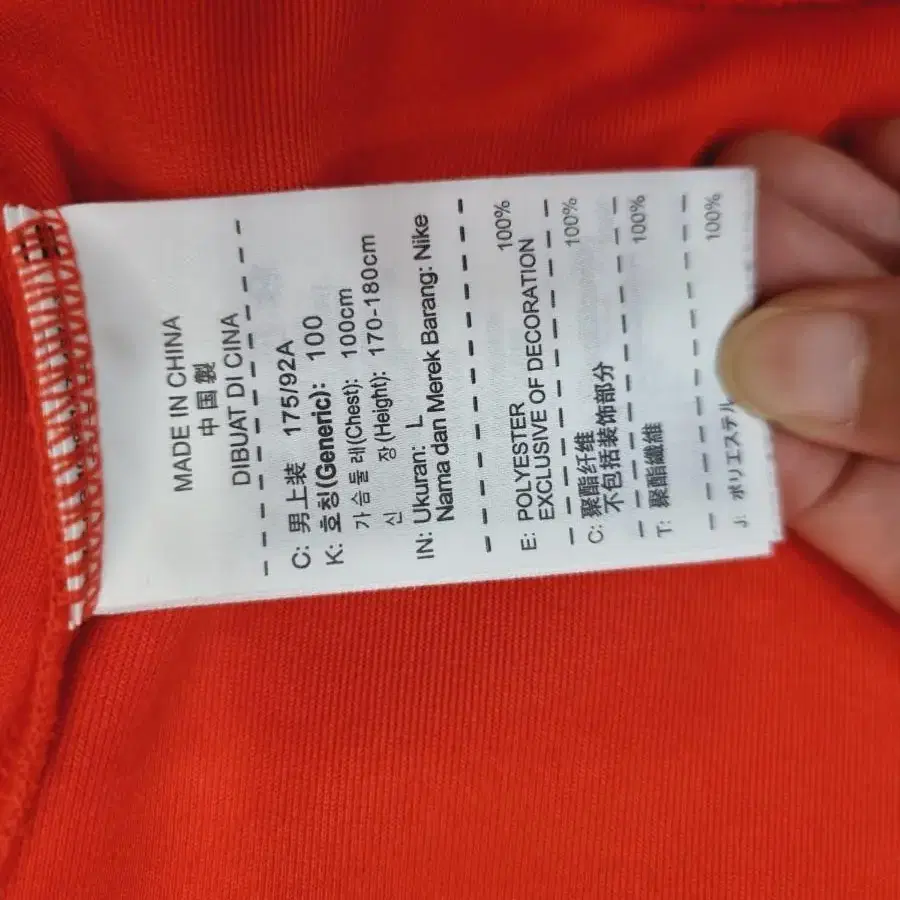 MADE IN CHINA
中国製
DIBUAT DI CINA
C: 男上装 175/92A
K: 호칭(Generic): 100
가슴둘레(Chest): 100cm
신 장(Height): 170-180cm
IN: Ukuran: L
Nama dan Merek Barang: Nike
E: POLYESTER 100%
EXCLUSIVE OF DECORATION
C: 聚酯纤维 100%
不包括装饰部分
T: 聚酯纖維 100%
J: ポリエステル 100%